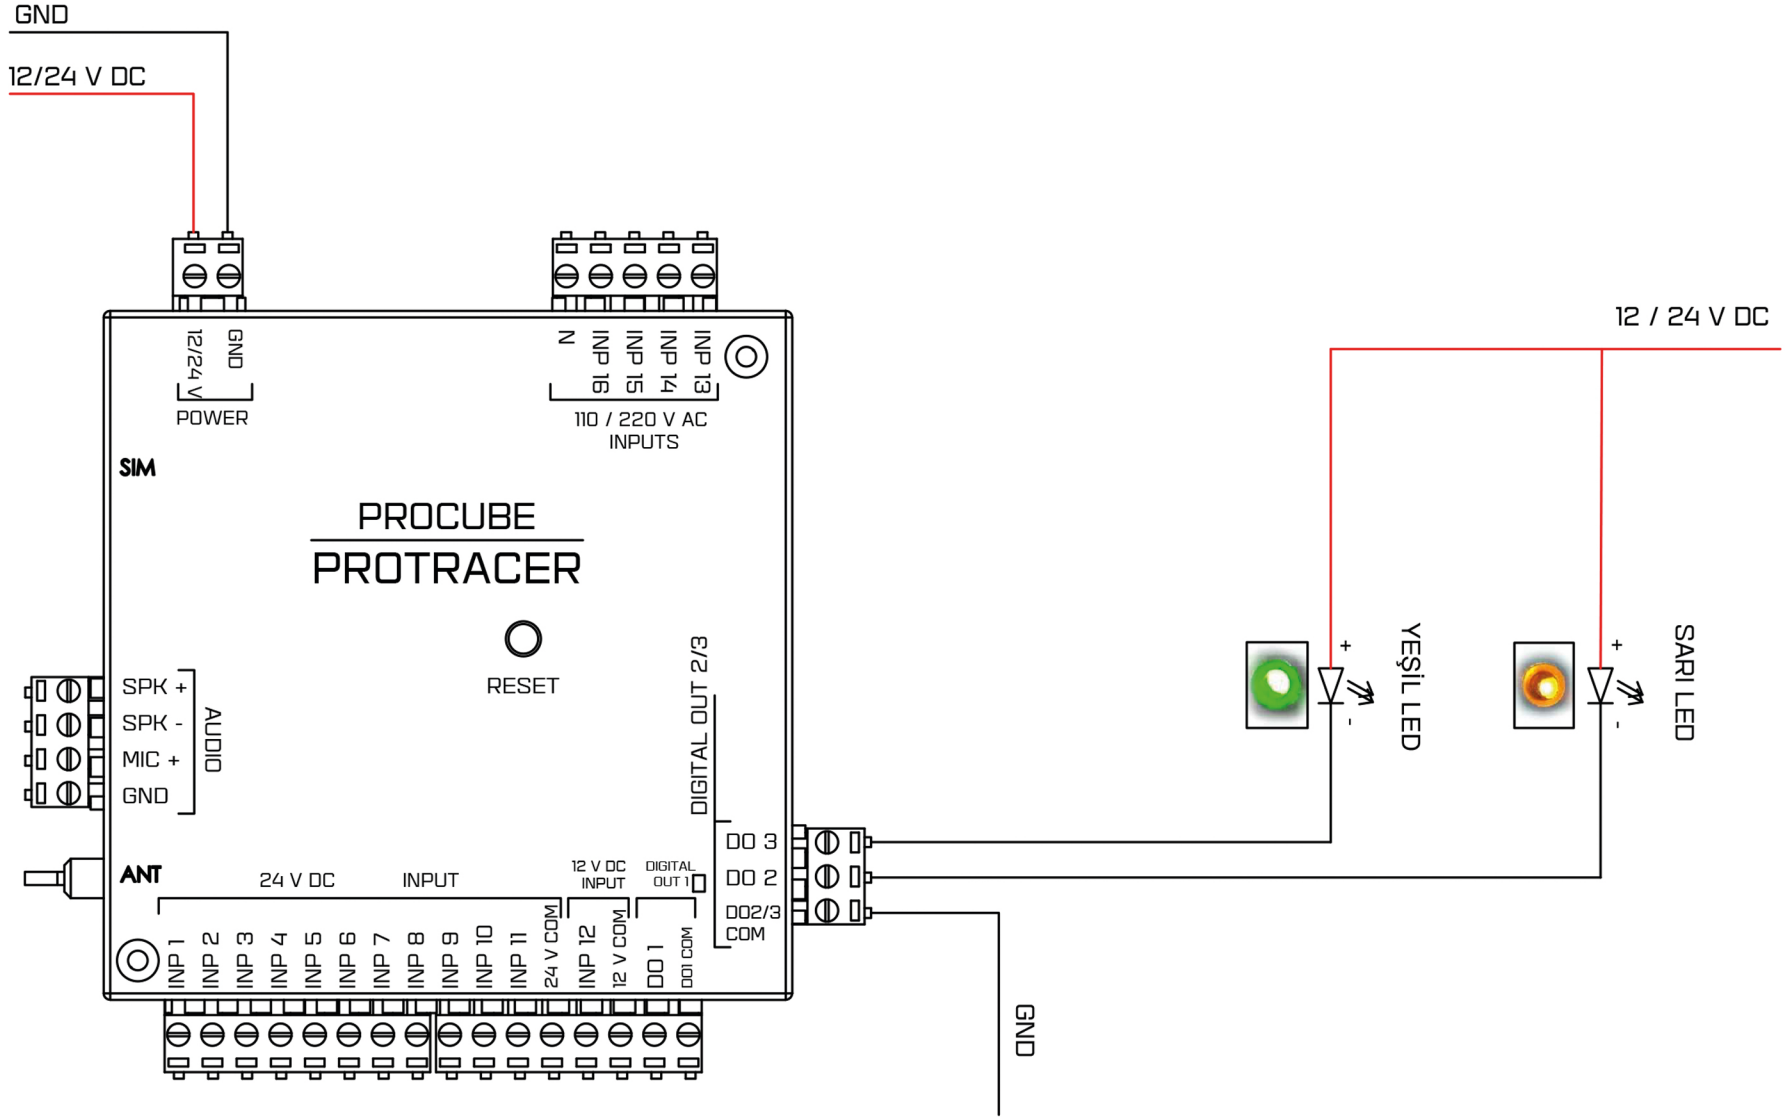 GND
12/24 V DC
12/24 V
GND
POWER
N
INP 16
INP 15
INP 14
INP 13
110 / 220 V AC
INPUTS
12 / 24 V DC
SIM
PROCUBE
PROTRACER
RESET
SPK +
SPK -
MIC +
GND
AUDIO
DIGITAL OUT 2/3
+
-
YEŞİL LED
+
-
SARI LED
DO 3
DO 2
DO2/3
COM
ANT
24 V DC INPUT
12 V DC
INPUT
DIGITAL
OUT 1
INP 1
INP 2
INP 3
INP 4
INP 5
INP 6
INP 7
INP 8
INP 9
INP 10
INP 11
24 V COM
INP 12
12 V COM
DO 1
DO1 COM
GND